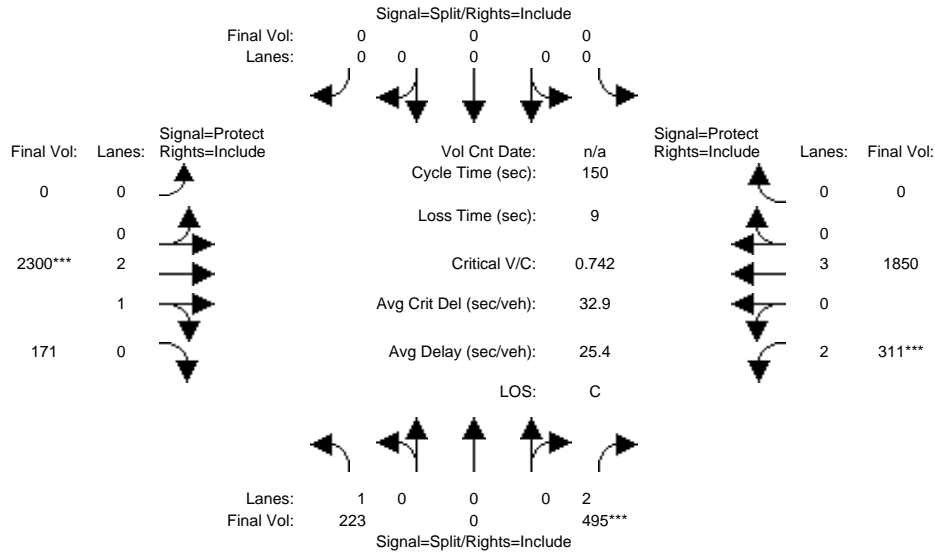 Signal=Split/Rights=Include
Final Vol: 0 0 0
Lanes: 0 0 0 0 0
Signal=Protect Signal=Protect
Final Vol: Lanes: Rights=Include Vol Cnt Date: n/a Rights=Include Lanes: Final Vol:
Cycle Time (sec): 150
0 0 0 0
Loss Time (sec): 9
0 0
2300*** 2 Critical V/C: 0.742 3 1850
1 Avg Crit Del (sec/veh): 32.9 0
171 0 Avg Delay (sec/veh): 25.4 2 311***
LOS: C
Lanes: 1 0 0 0 2
Final Vol: 223 0 495***
Signal=Split/Rights=Include